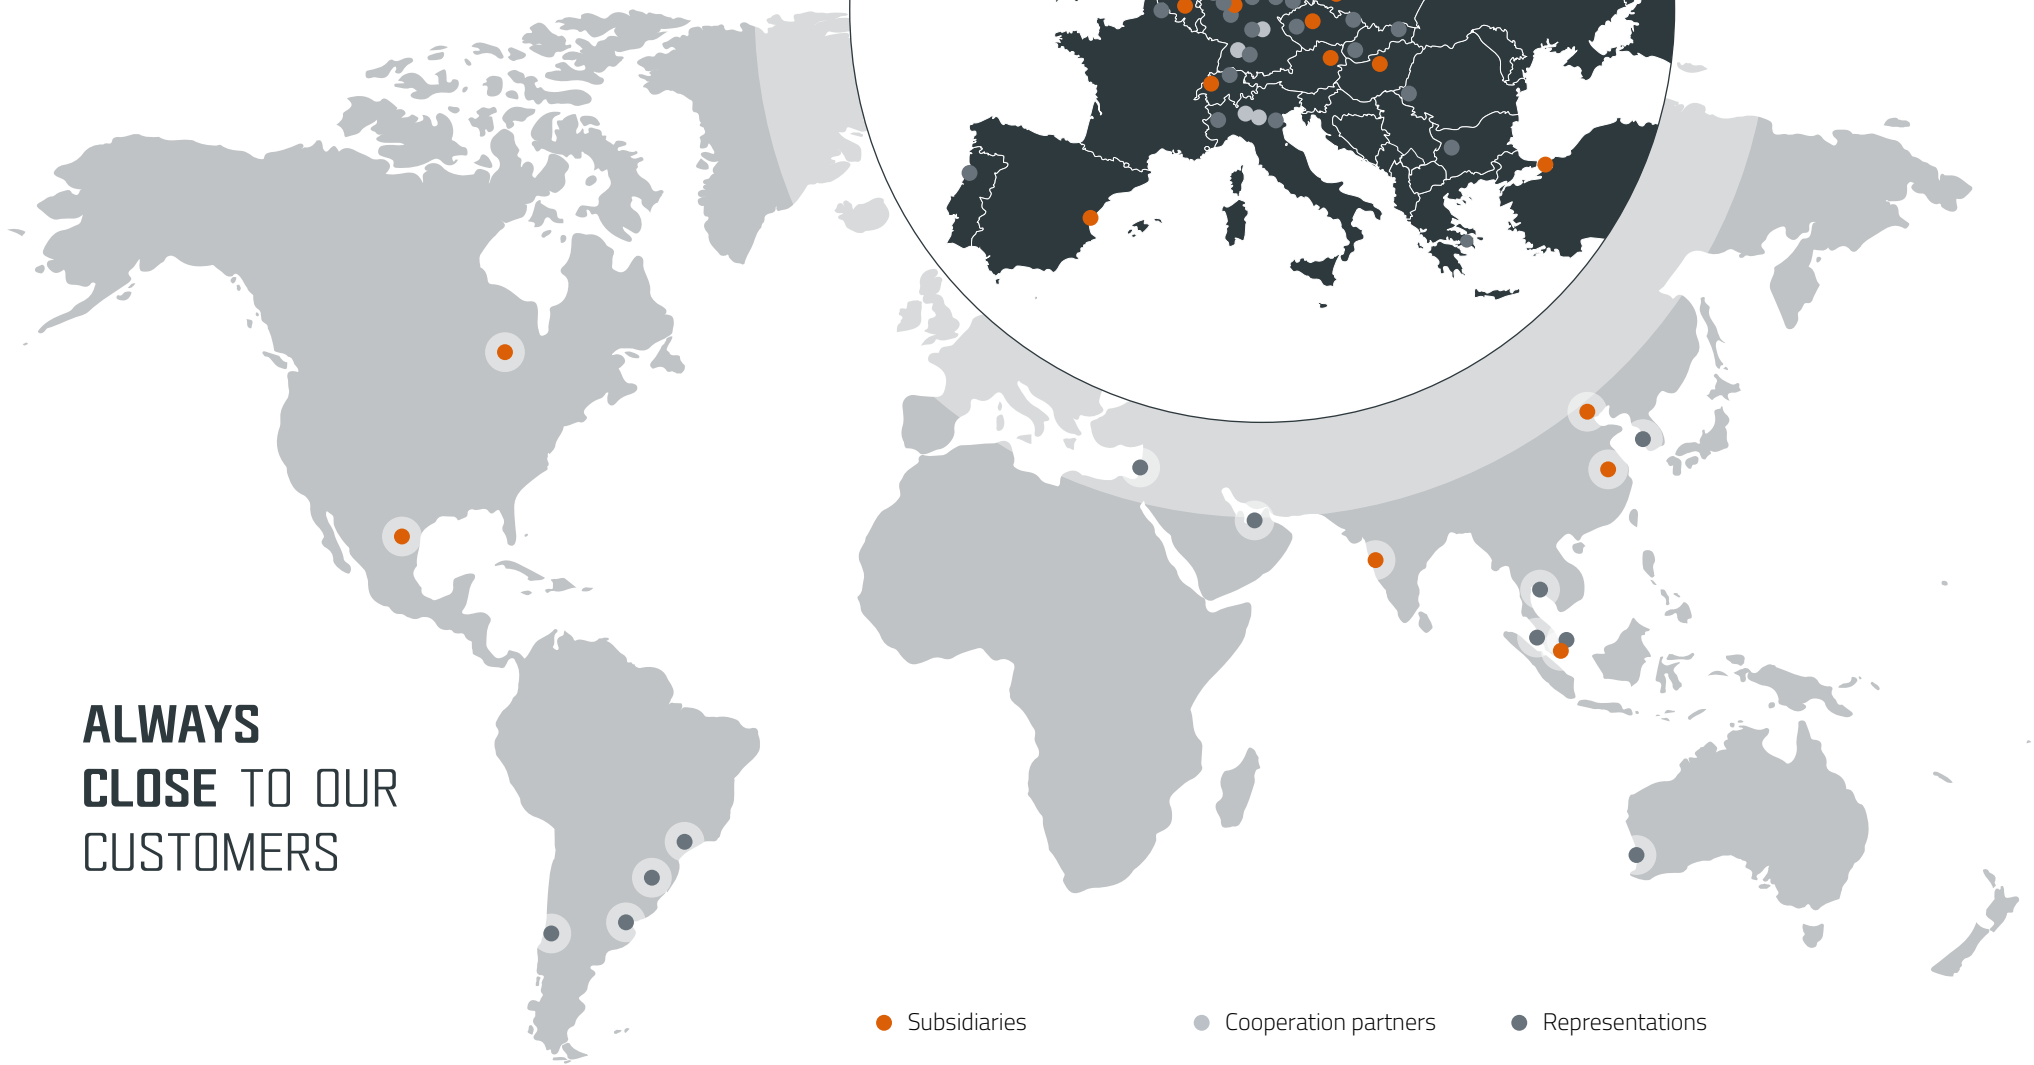 ALWAYS
CLOSE TO OUR
CUSTOMERS
Subsidiaries
Cooperation partners
Representations